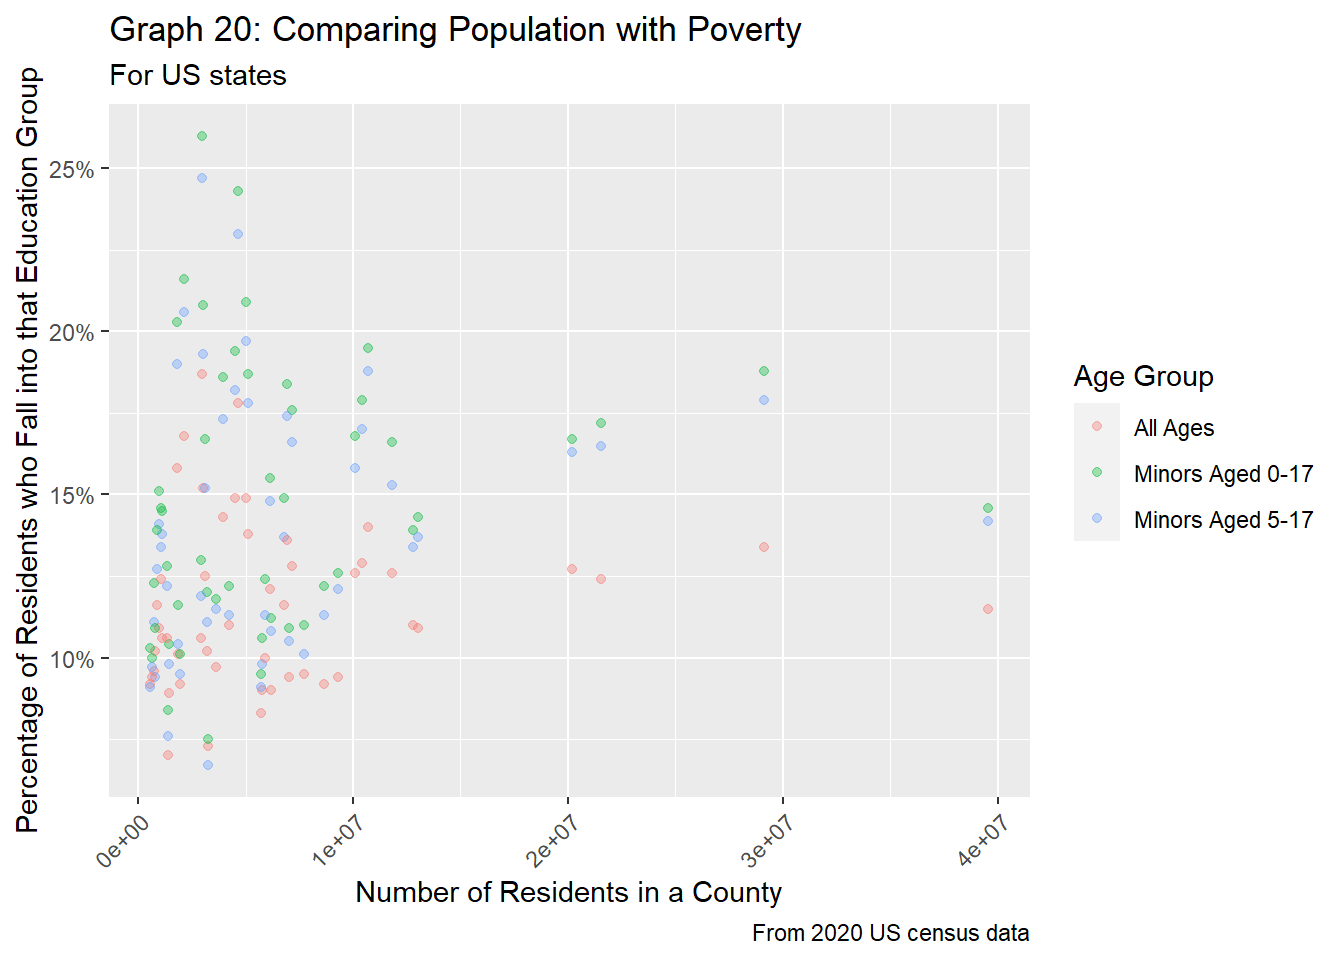 Graph 20: Comparing Population with Poverty
For US states
Percentage of Residents who Fall into that Education Group
25%
20%
15%
10%
0e+00
1e+07
2e+07
3e+07
4e+07
Number of Residents in a County
From 2020 US census data
Age Group
All Ages
Minors Aged 0-17
Minors Aged 5-17